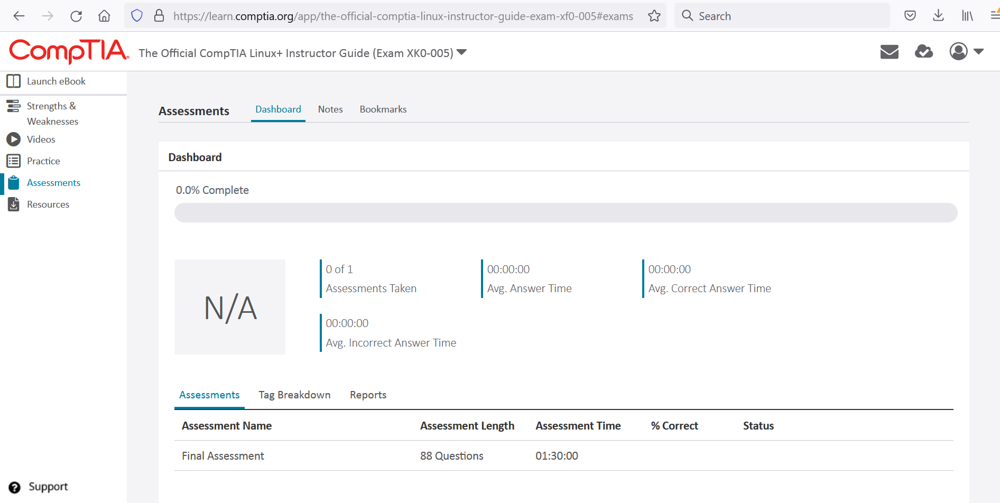 https://learn.comptia.org/app/the-official-comptia-linux-instructor-guide-exam-xf0-005#exams
Search
CompTIA.
The Official CompTIA Linux+ Instructor Guide (Exam XK0-005)
Launch eBook
Strengths &
Weaknesses
Videos
Practice
Assessments
Resources
Support
Assessments
Dashboard
Notes
Bookmarks
Dashboard
0.0% Complete
N/A
0 of 1
Assessments Taken
00:00:00
Avg. Answer Time
00:00:00
Avg. Correct Answer Time
00:00:00
Avg. Incorrect Answer Time
Assessments
Tag Breakdown
Reports
Assessment Name Assessment Length Assessment Time % Correct Status
Final Assessment 88 Questions 01:30:00